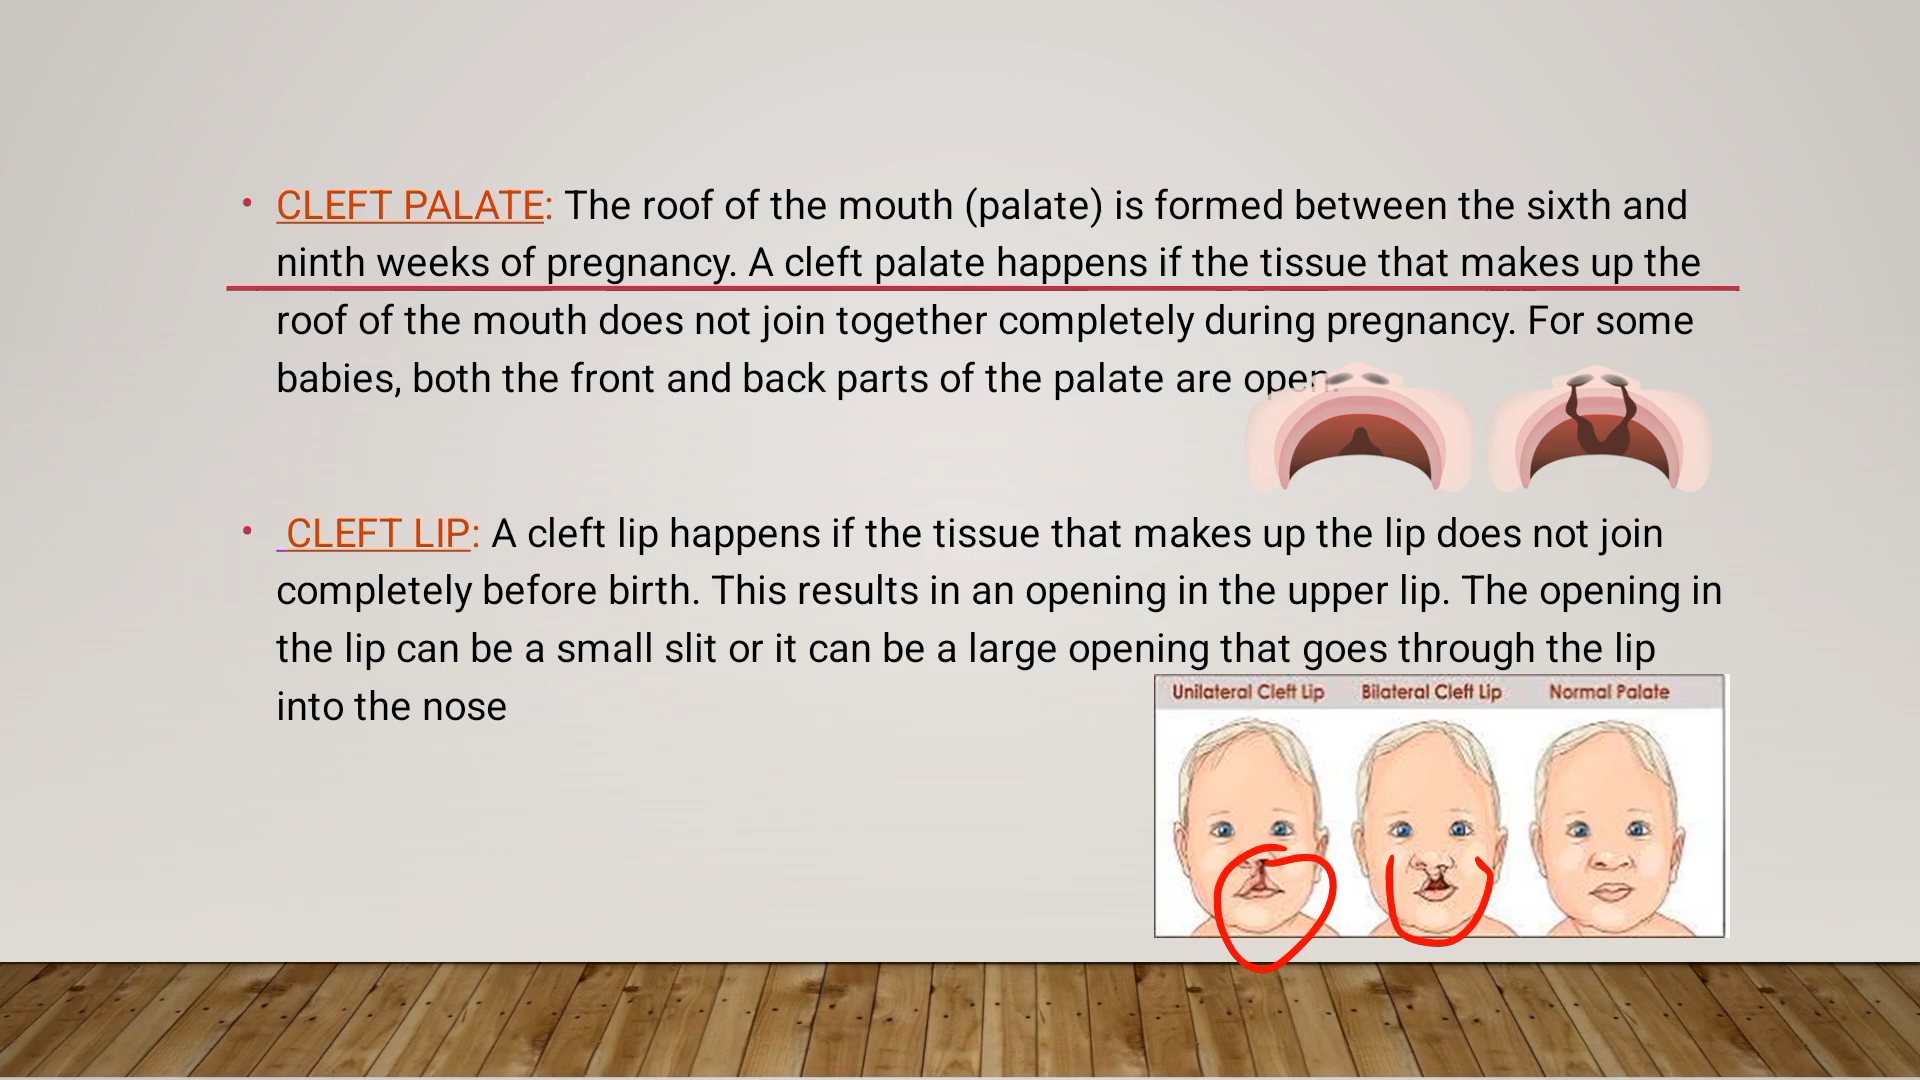 • CLEFT PALATE: The roof of the mouth (palate) is formed between the sixth and
ninth weeks of pregnancy. A cleft palate happens if the tissue that makes up the
roof of the mouth does not join together completely during pregnancy. For some
babies, both the front and back parts of the palate are open.
• CLEFT LIP: A cleft lip happens if the tissue that makes up the lip does not join
completely before birth. This results in an opening in the upper lip. The opening in
the lip can be a small slit or it can be a large opening that goes through the lip
into the nose
Unilateral Cleft Lip Bilateral Cleft Lip Normal Palate